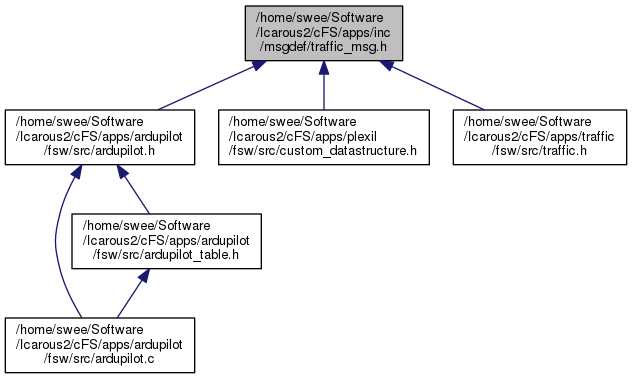 /home/swee/Software
/Icarous2/cFS/apps/inc
/msgdef/traffic_msg.h
/home/swee/Software
/Icarous2/cFS/apps/ardupilot
/fsw/src/ardupilot.h
/home/swee/Software
/Icarous2/cFS/apps/plexil
/fsw/src/custom_datastructure.h
/home/swee/Software
/Icarous2/cFS/apps/traffic
/fsw/src/traffic.h
/home/swee/Software
/Icarous2/cFS/apps/ardupilot
/fsw/src/ardupilot_table.h
/home/swee/Software
/Icarous2/cFS/apps/ardupilot
/fsw/src/ardupilot.c